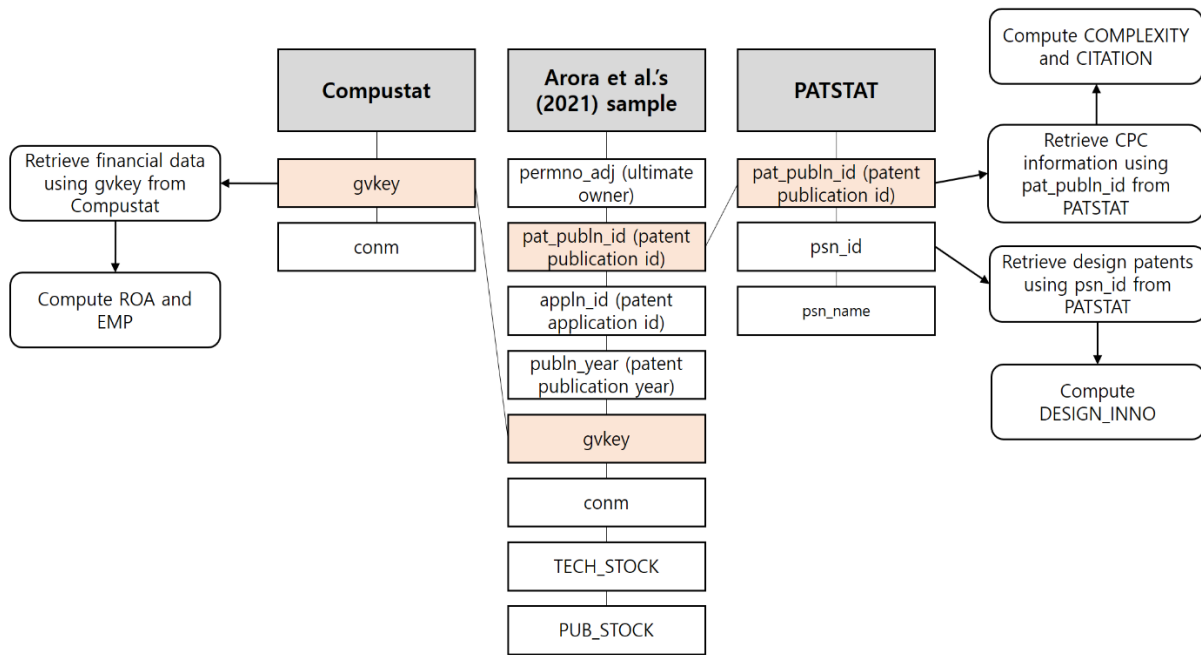 Compustat
Arora et al.'s
(2021) sample
PATSTAT
Compute COMPLEXITY
and CITATION
Retrieve financial data
using gvkey from
Compustat
gvkey
permno_adj (ultimate
owner)
pat_publn_id (patent
publication id)
Retrieve CPC
information using
pat_publn_id from
PATSTAT
conm
pat_publn_id (patent
publication id)
psn_id
Retrieve design patents
using psn_id from
PATSTAT
Compute ROA and
EMP
appln_id (patent
application id)
psn_name
publn_year (patent
publication year)
Compute
DESIGN_INNO
gvkey
conm
TECH_STOCK
PUB_STOCK